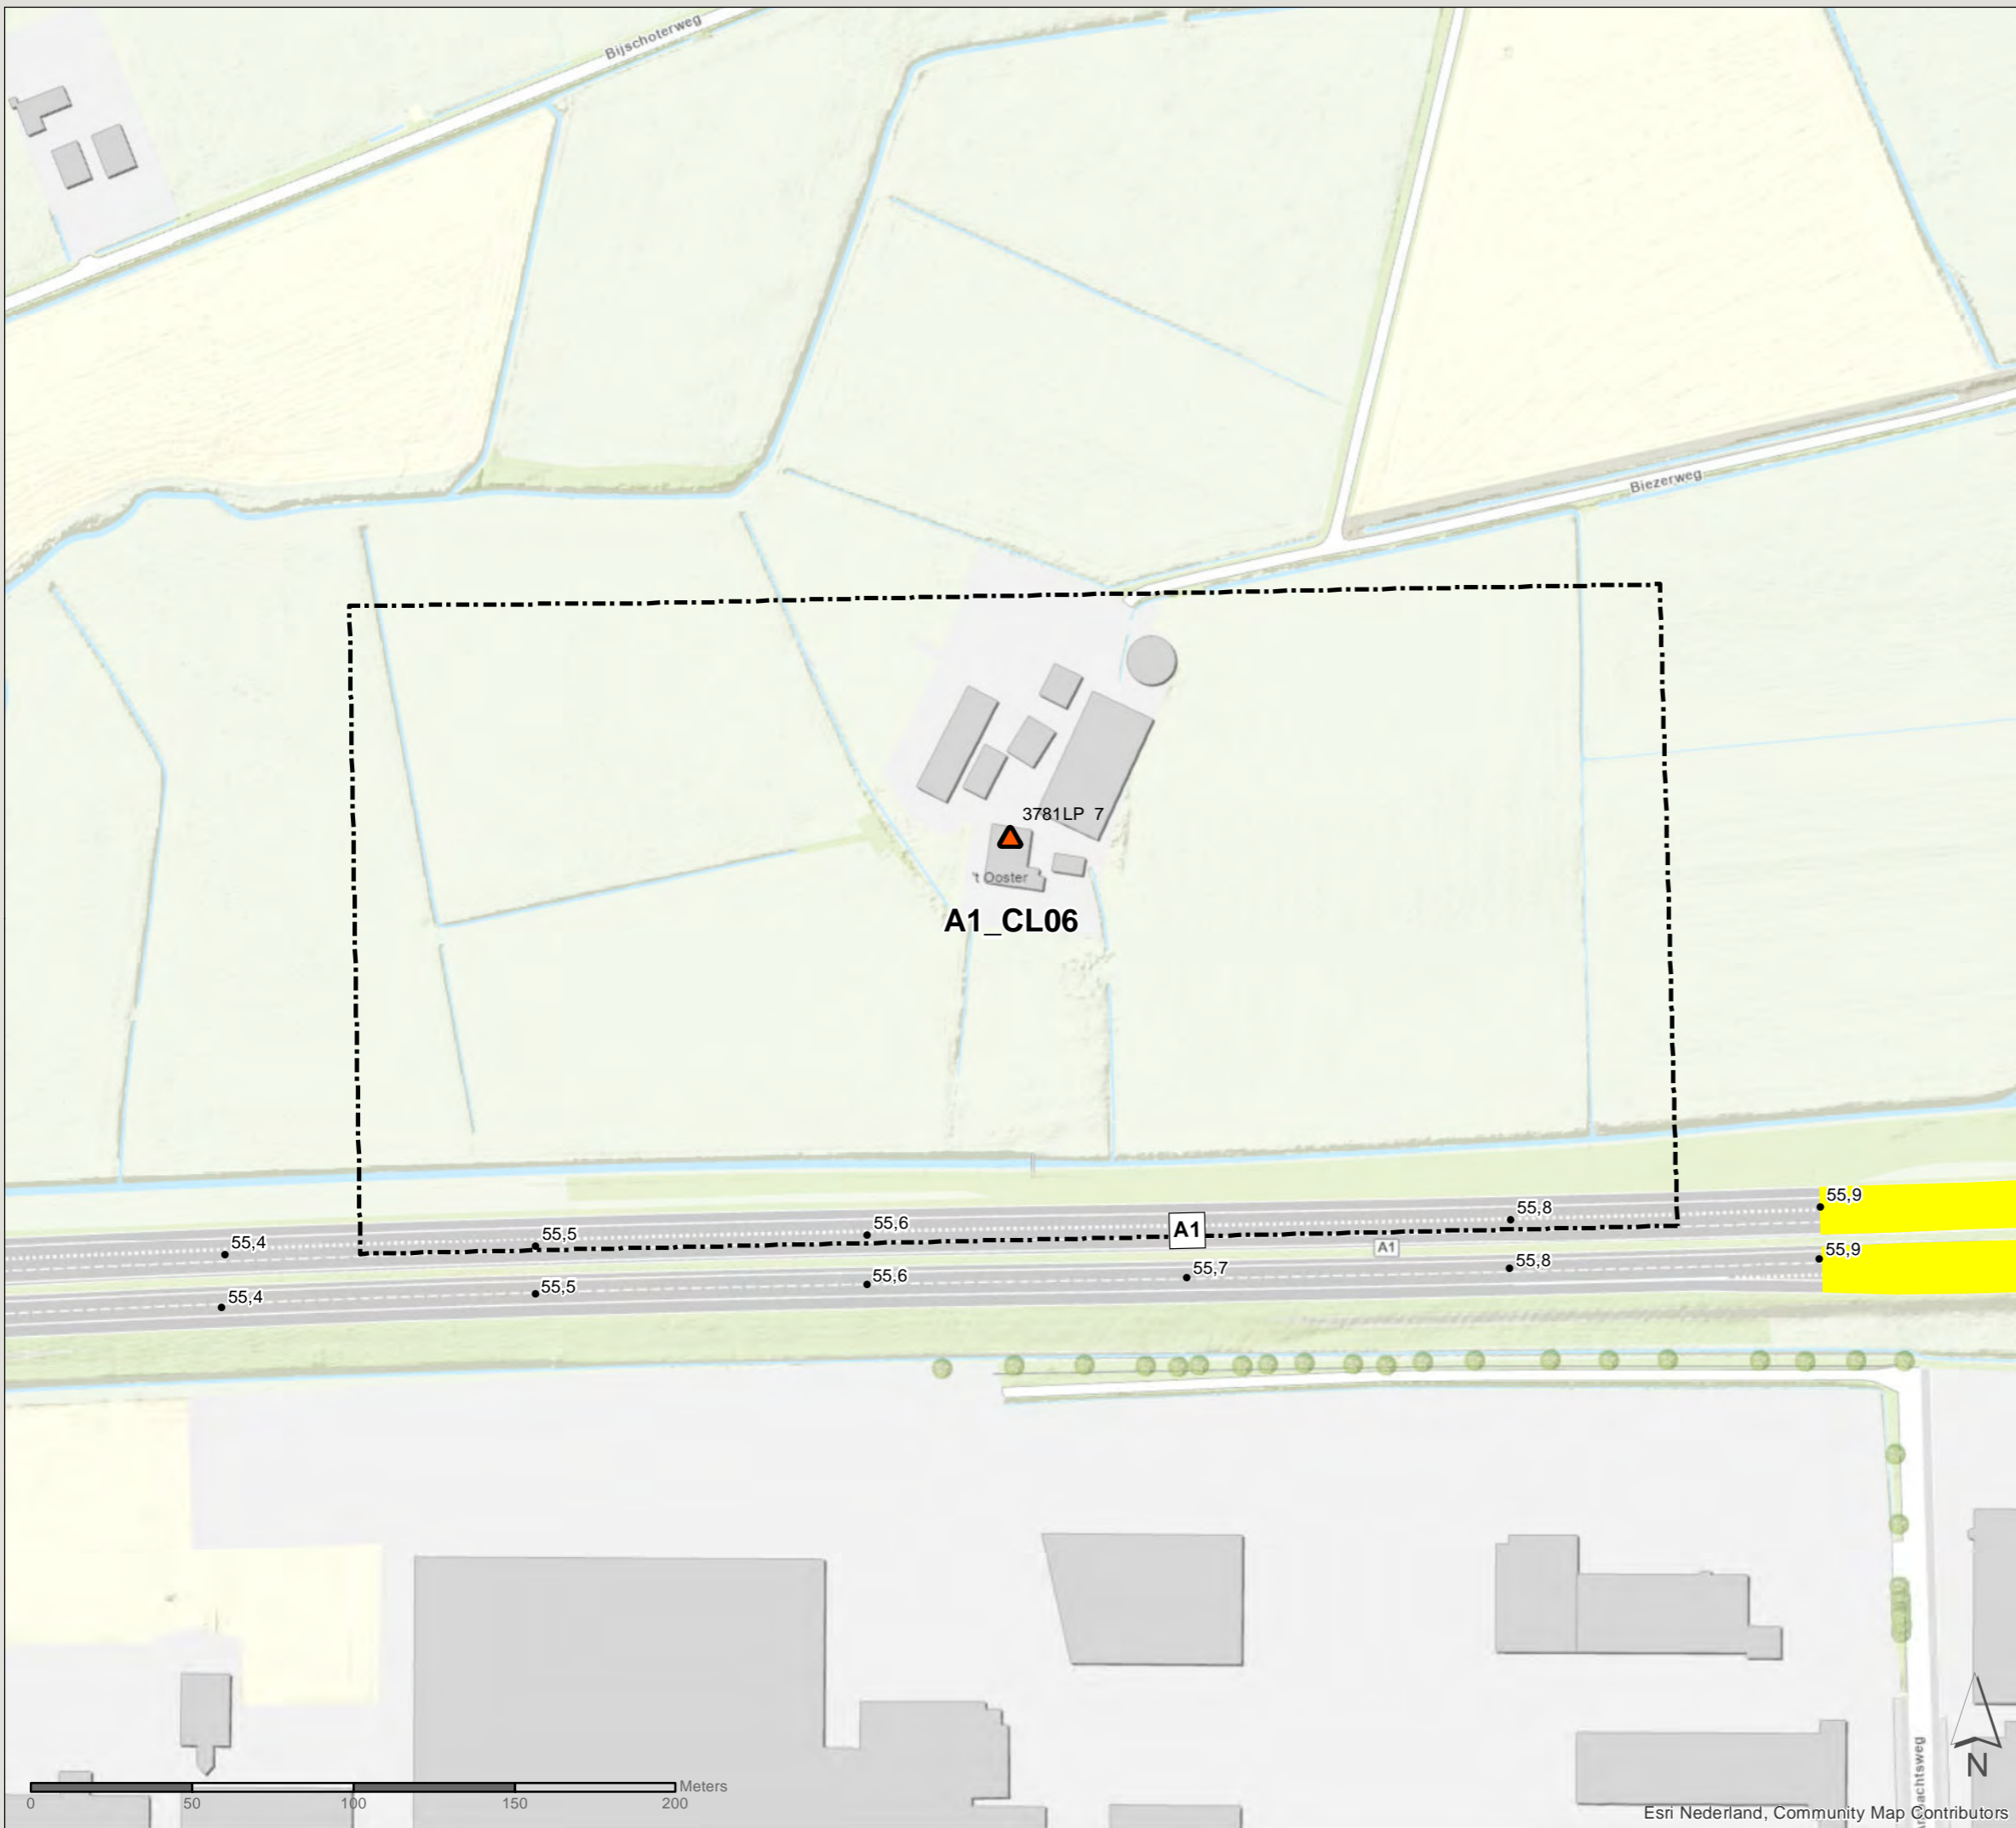 Bijschoterweg
Biezerweg
3781LP 7
't Ooster
A1_CL06
55,9
55,8
55,6
A1
55,5
55,4
A1
55,9
55,8
55,7
55,6
55,5
55,4
Meters
0 50 100 150 200
N
Esri Nederland, Community Map Contributors